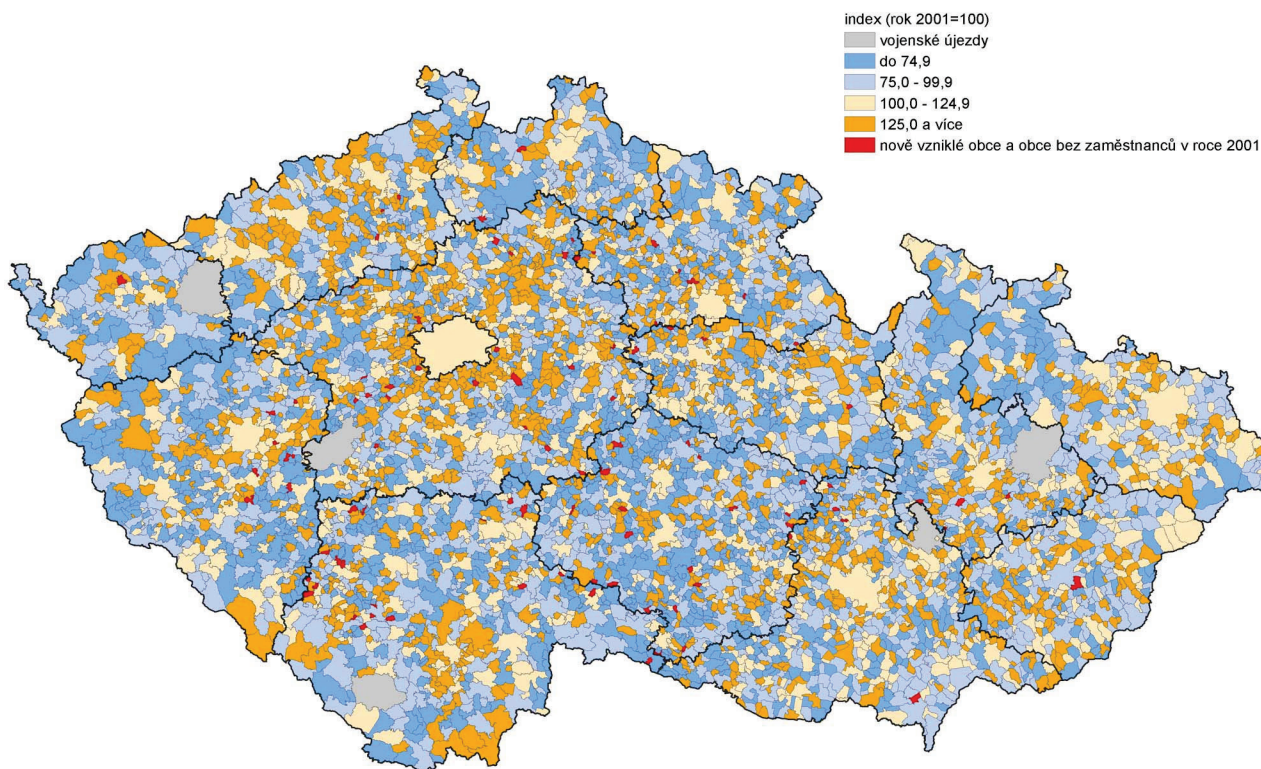 index (rok 2001=100)
vojenské újezdy
do 74,9
75,0 - 99,9
100,0 - 124,9
125,0 a více
nově vzniklé obce a obce bez zaměstnanců v roce 2001